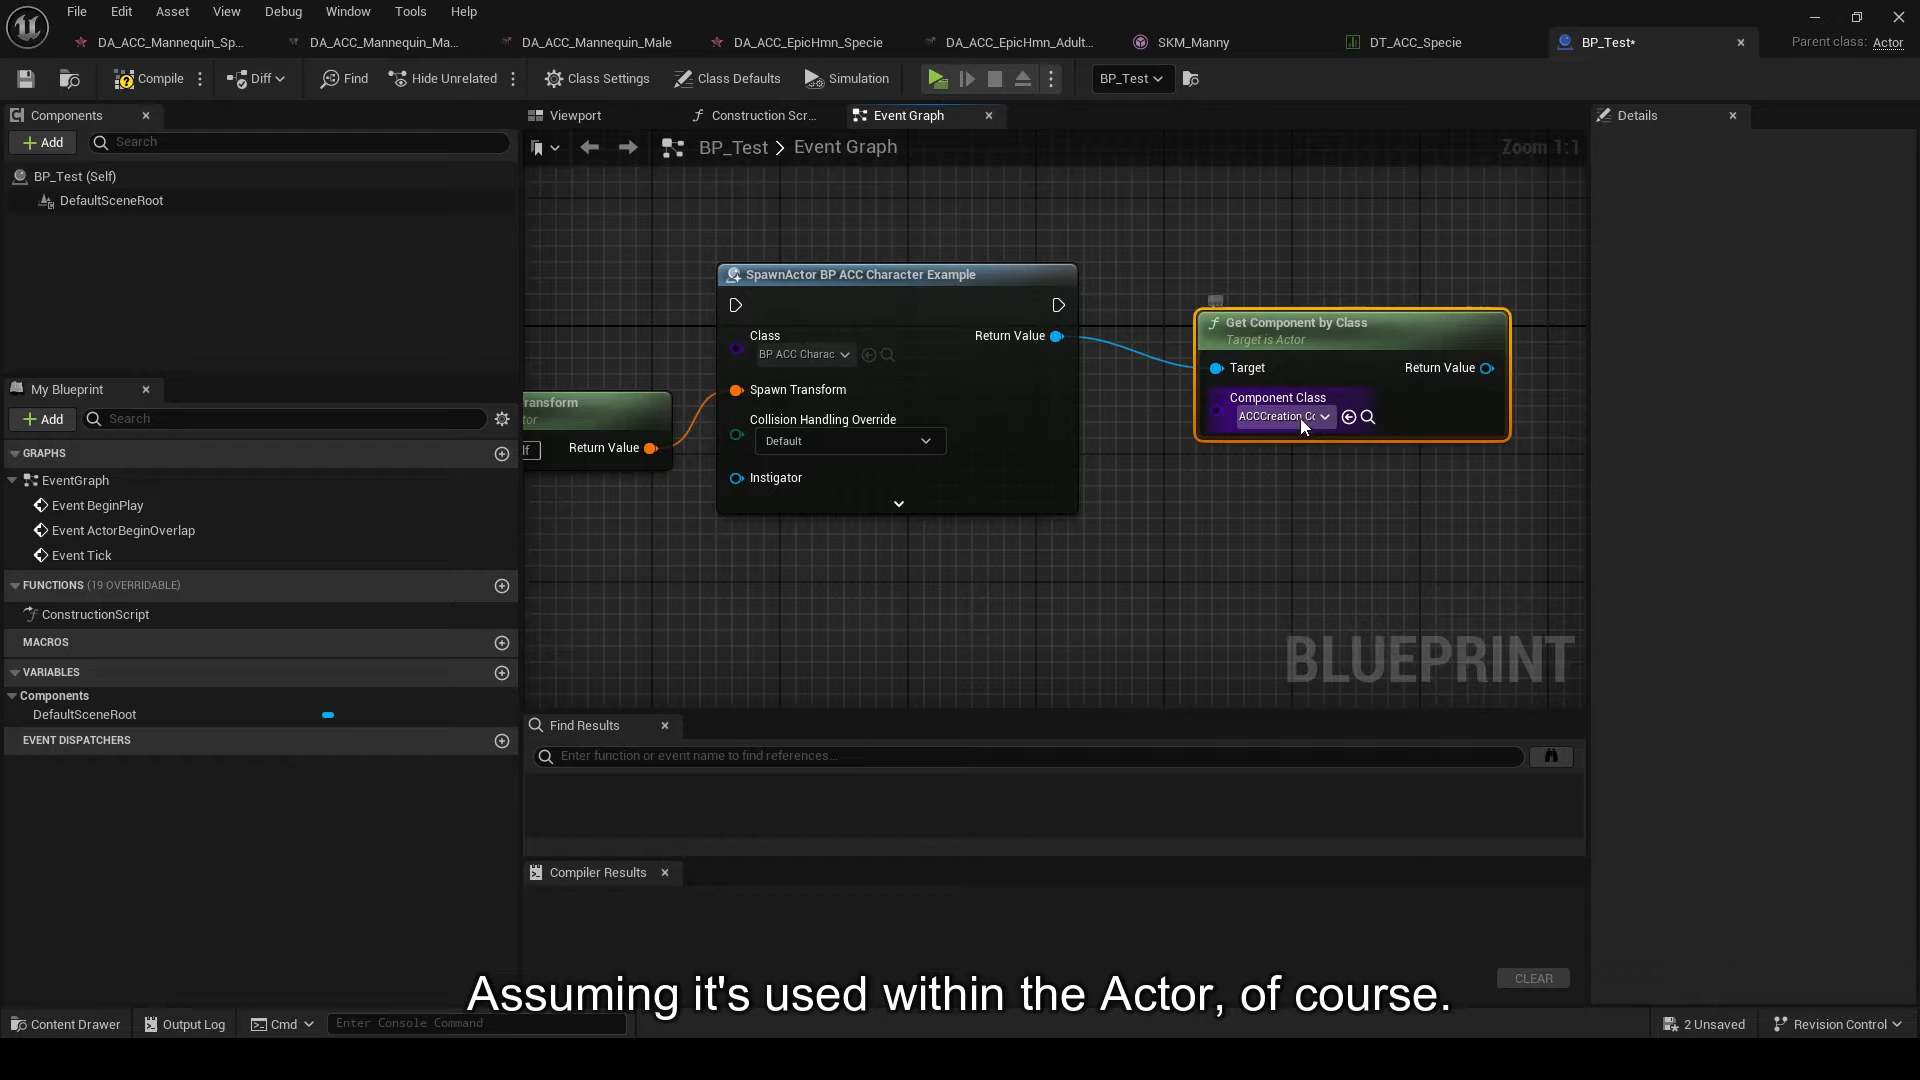 File Edit Asset View Debug Window Tools Help
DA_ACC_Mannequin_Sp... DA_ACC_Mannequin_Ma... DA_ACC_Mannequin_Male DA_ACC_EpicHmn_Specie DA_ACC_EpicHmn_Adult... SKM_Manny DT_ACC_Specie BP_Test* Parent class: Actor
Compile Diff Find Hide Unrelated Class Settings Class Defaults Simulation BP_Test
Components
Add Search
BP_Test (Self)
DefaultSceneRoot
My Blueprint
Add Search
GRAPHS
EventGraph
Event BeginPlay
Event ActorBeginOverlap
Event Tick
FUNCTIONS (19 OVERRIDABLE)
ConstructionScript
MACROS
VARIABLES
Components
DefaultSceneRoot
EVENT DISPATCHERS
Viewport Construction Scr... Event Graph
BP_Test > Event Graph Zoom 1:1
ransform
tor
lf Return Value
SpawnActor BP ACC Character Example
Class Return Value
BP ACC Charac
Spawn Transform
Collision Handling Override
Default
Instigator
Get Component by Class
Target is Actor
Target Return Value
Component Class
ACCCreation Cc
BLUEPRINT
Find Results
Enter function or event name to find references...
Compiler Results
CLEAR
Details
Assuming it's used within the Actor, of course.
Content Drawer Output Log Cmd Enter Console Command 2 Unsaved Revision Control